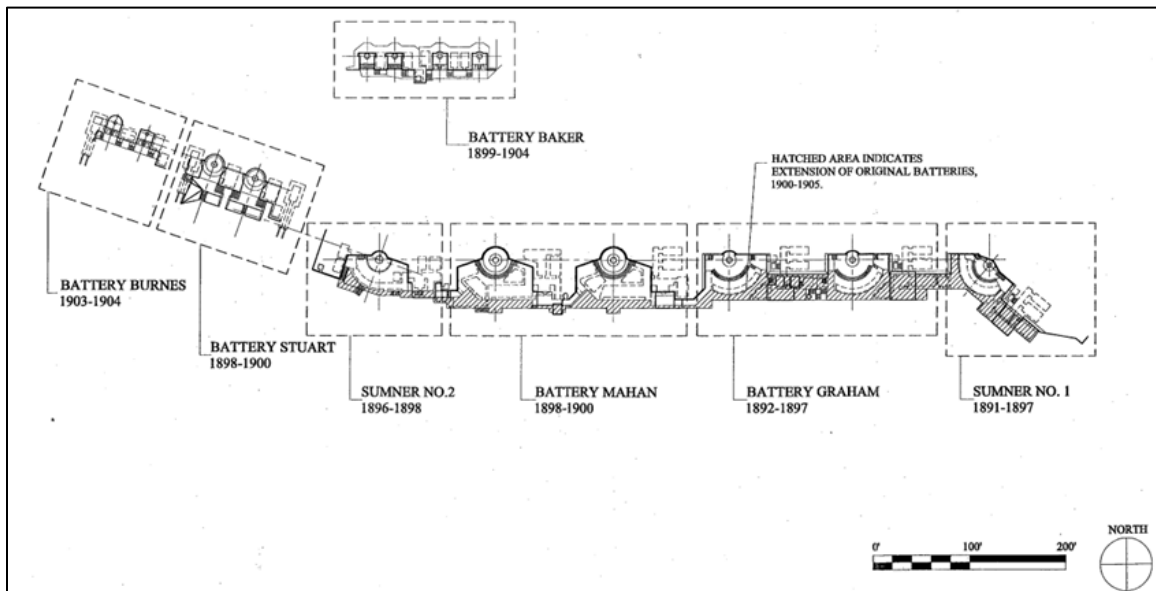 BATTERY BAKER
1899-1904
HATCHED AREA INDICATES
EXTENSION OF ORIGINAL BATTERIES,
1900-1905.
BATTERY BURNES
1903-1904
BATTERY STUART
1898-1900
SUMNER NO.2
1896-1898
BATTERY MAHAN
1898-1900
BATTERY GRAHAM
1892-1897
SUMNER NO. 1
1891-1897
0' 100' 200'
NORTH